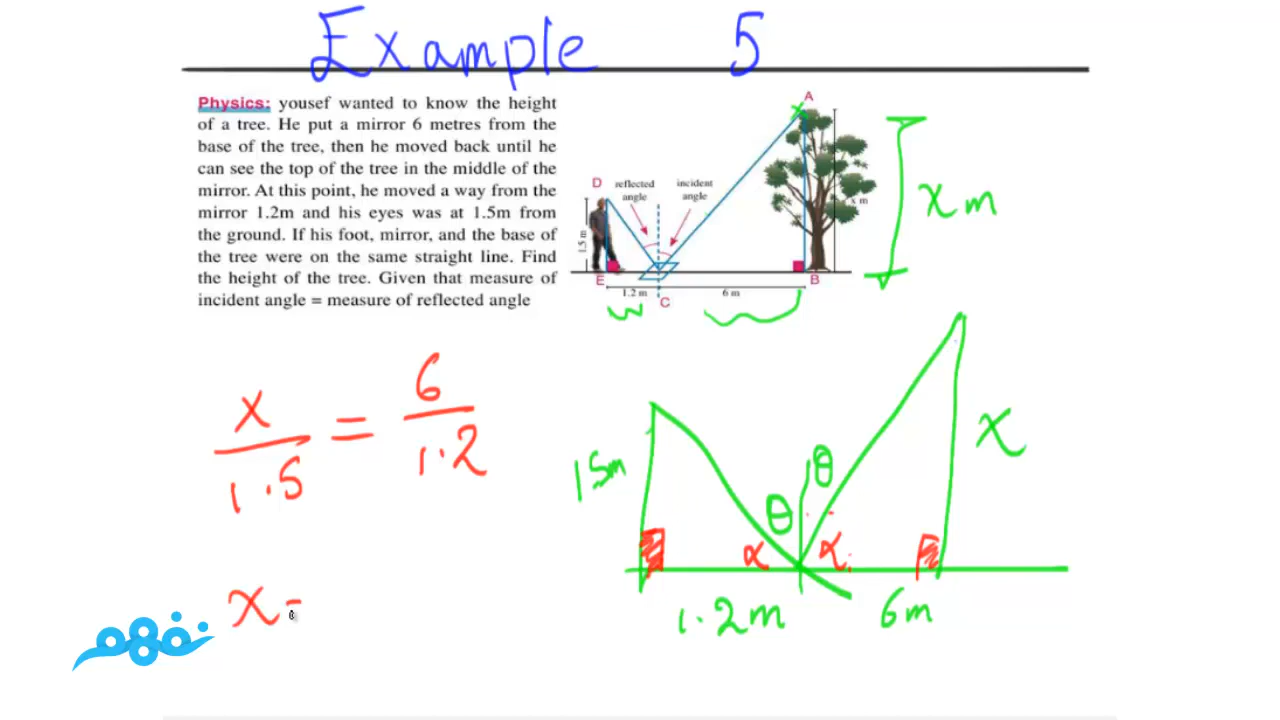 Example 5
Physics: yousef wanted to know the height
of a tree. He put a mirror 6 metres from the
base of the tree, then he moved back until he
can see the top of the tree in the middle of the
mirror. At this point, he moved a way from the
mirror 1.2m and his eyes was at 1.5m from
the ground. If his foot, mirror, and the base of
the tree were on the same straight line. Find
the height of the tree. Given that measure of
incident angle = measure of reflected angle
A
D
reflected
angle
incident
angle
1.5 m
x m
E
B
1.2 m
6 m
C
x m
x/1.5 = 6/1.2
x =
15m
θ
θ
x
α
α
1.2m
6m
نفهم